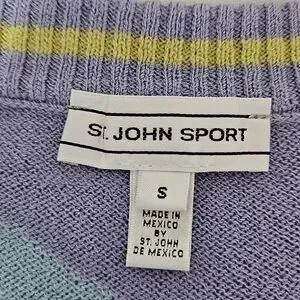 ST. JOHN SPORT
S
MADE IN
MEXICO
BY
ST. JOHN
DE MEXICO